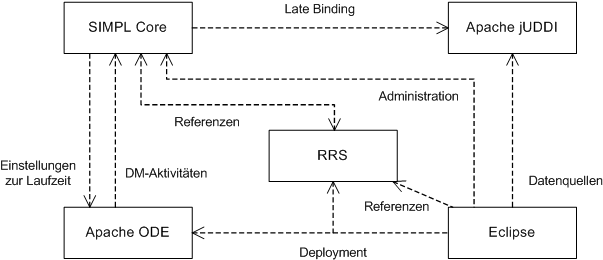 Late Binding
SIMPL Core
Apache jUDDI
Administration
Referenzen
RRS
Einstellungen
zur Laufzeit
DM-Aktivitäten
Datenquellen
Referenzen
Apache ODE
Eclipse
Deployment